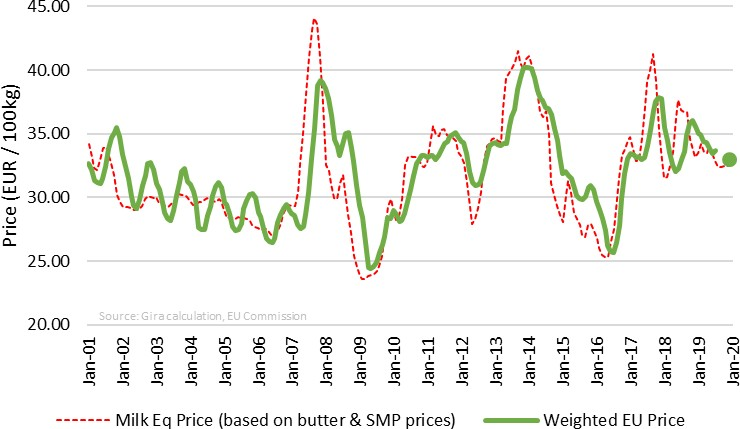 Price (EUR / 100kg)
45.00
40.00
35.00
30.00
25.00
20.00
Source: Gira calculation, EU Commission
Jan-01
Jan-02
Jan-03
Jan-04
Jan-05
Jan-06
Jan-07
Jan-08
Jan-09
Jan-10
Jan-11
Jan-12
Jan-13
Jan-14
Jan-15
Jan-16
Jan-17
Jan-18
Jan-19
Jan-20
Milk Eq Price (based on butter & SMP prices)
Weighted EU Price